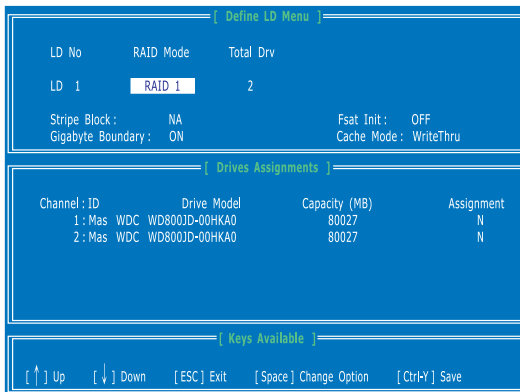 [ Define LD Menu ]
LD No RAID Mode Total Drv
LD 1 RAID 1 2
Stripe Block : NA Fsat Init : OFF
Gigabyte Boundary : ON Cache Mode : WriteThru
[ Drives Assignments ]
Channel : ID Drive Model Capacity (MB) Assignment
1 : Mas WDC WD800JD-00HKA0 80027 N
2 : Mas WDC WD800JD-00HKA0 80027 N
[ Keys Available ]
[ ↑ ] Up [ ↓ ] Down [ ESC ] Exit [ Space ] Change Option [ Ctrl-Y ] Save